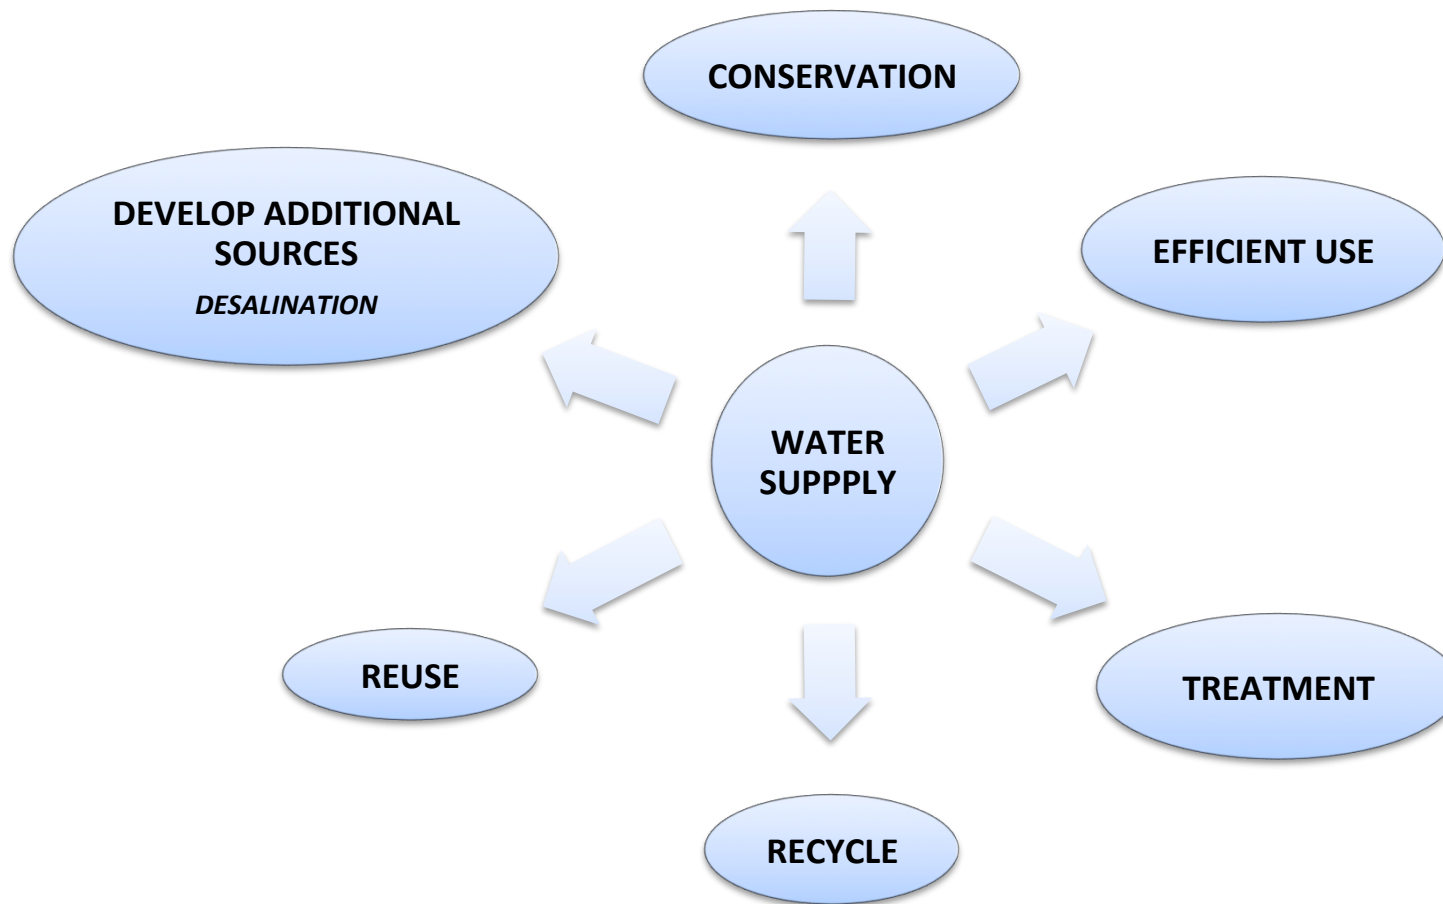 CONSERVATION
DEVELOP ADDITIONAL
SOURCES
DESALINATION
EFFICIENT USE
WATER
SUPPPLY
REUSE
TREATMENT
RECYCLE